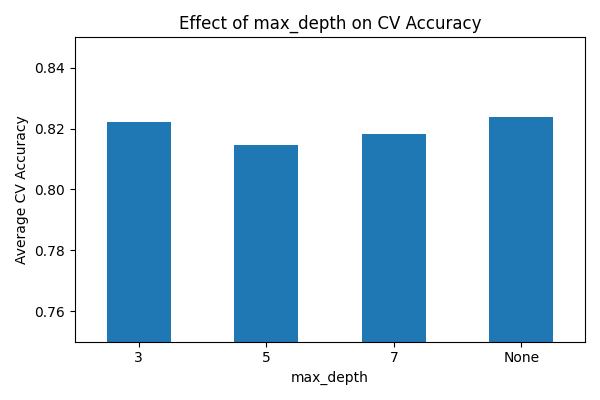 Effect of max_depth on CV Accuracy
0.84
0.82
0.80
0.78
0.76
Average CV Accuracy
3 5 7 None
max_depth